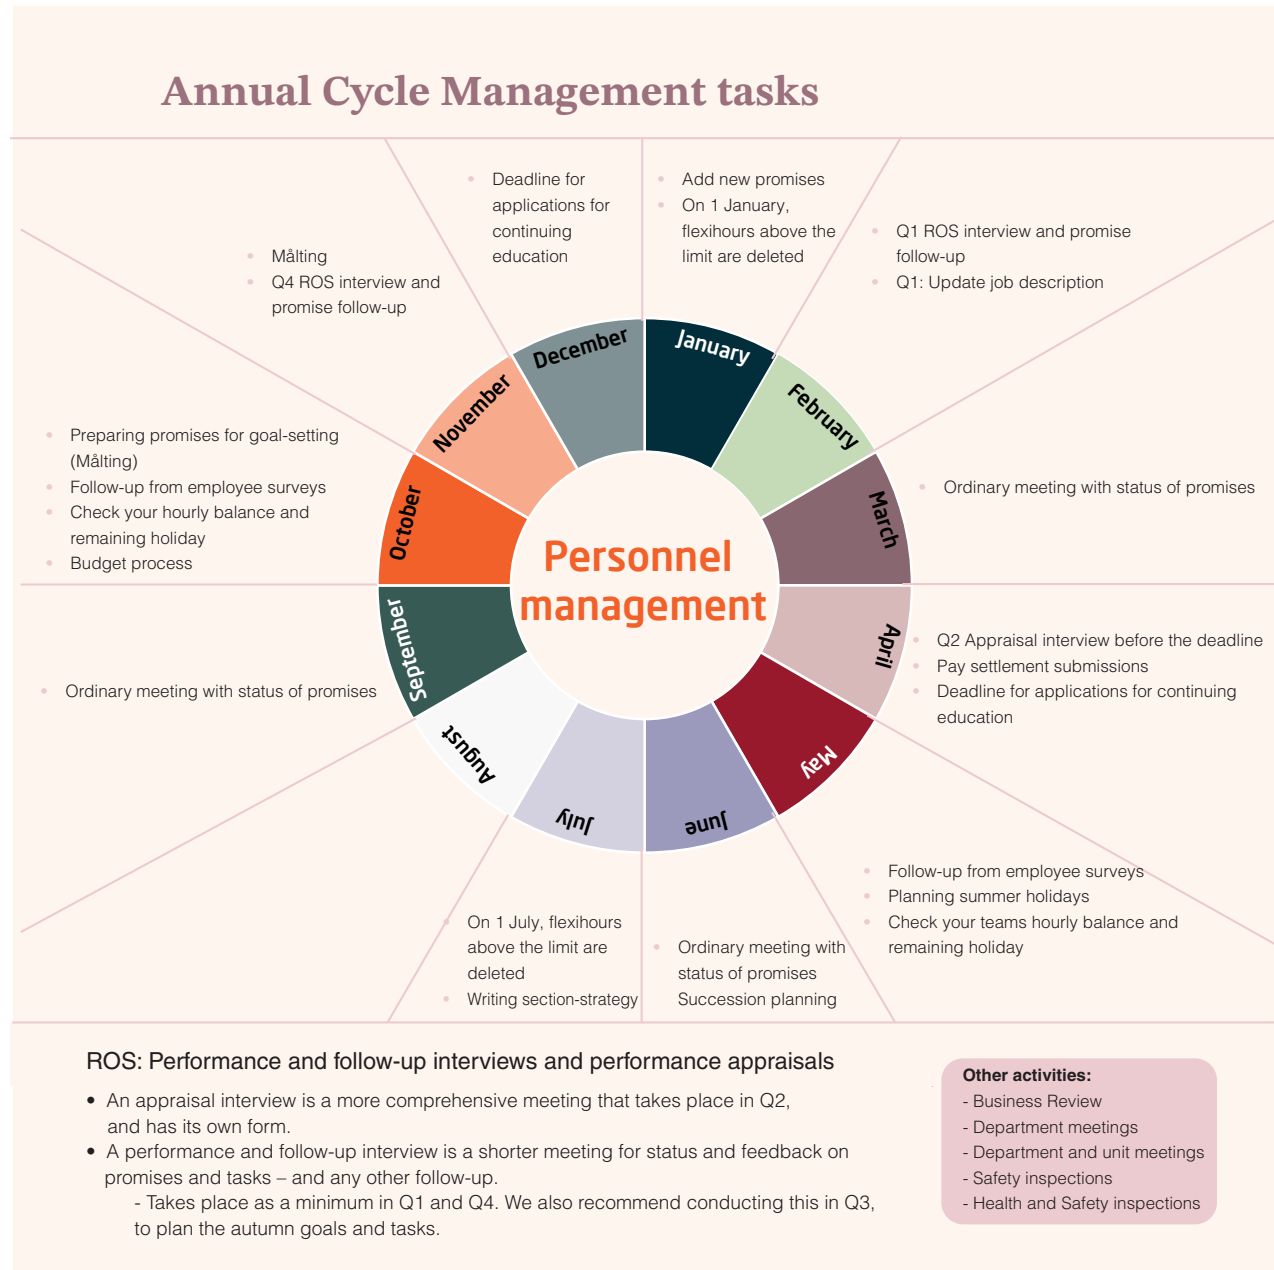 Annual Cycle Management tasks
• Add new promises
• On 1 January,
flexihours above the
limit are deleted
• Q1 ROS interview and promise
follow-up
• Q1: Update job description
• Ordinary meeting with status of promises
• Q2 Appraisal interview before the deadline
• Pay settlement submissions
• Deadline for applications for continuing
education
• Follow-up from employee surveys
• Planning summer holidays
• Check your teams hourly balance and
remaining holiday
• Ordinary meeting with
status of promises
Succession planning
• On 1 July, flexihours
above the limit are
deleted
• Writing section-strategy
• Ordinary meeting with status of promises
• Preparing promises for goal-setting
(Målting)
• Follow-up from employee surveys
• Check your hourly balance and
remaining holiday
• Budget process
• Målting
• Q4 ROS interview and
promise follow-up
• Deadline for
applications for
continuing
education
January
February
March
April
May
June
July
August
September
October
November
December
Personnel
management
ROS: Performance and follow-up interviews and performance appraisals
• An appraisal interview is a more comprehensive meeting that takes place in Q2,
and has its own form.
• A performance and follow-up interview is a shorter meeting for status and feedback on
promises and tasks – and any other follow-up.
- Takes place as a minimum in Q1 and Q4. We also recommend conducting this in Q3,
to plan the autumn goals and tasks.
Other activities:
- Business Review
- Department meetings
- Department and unit meetings
- Safety inspections
- Health and Safety inspections